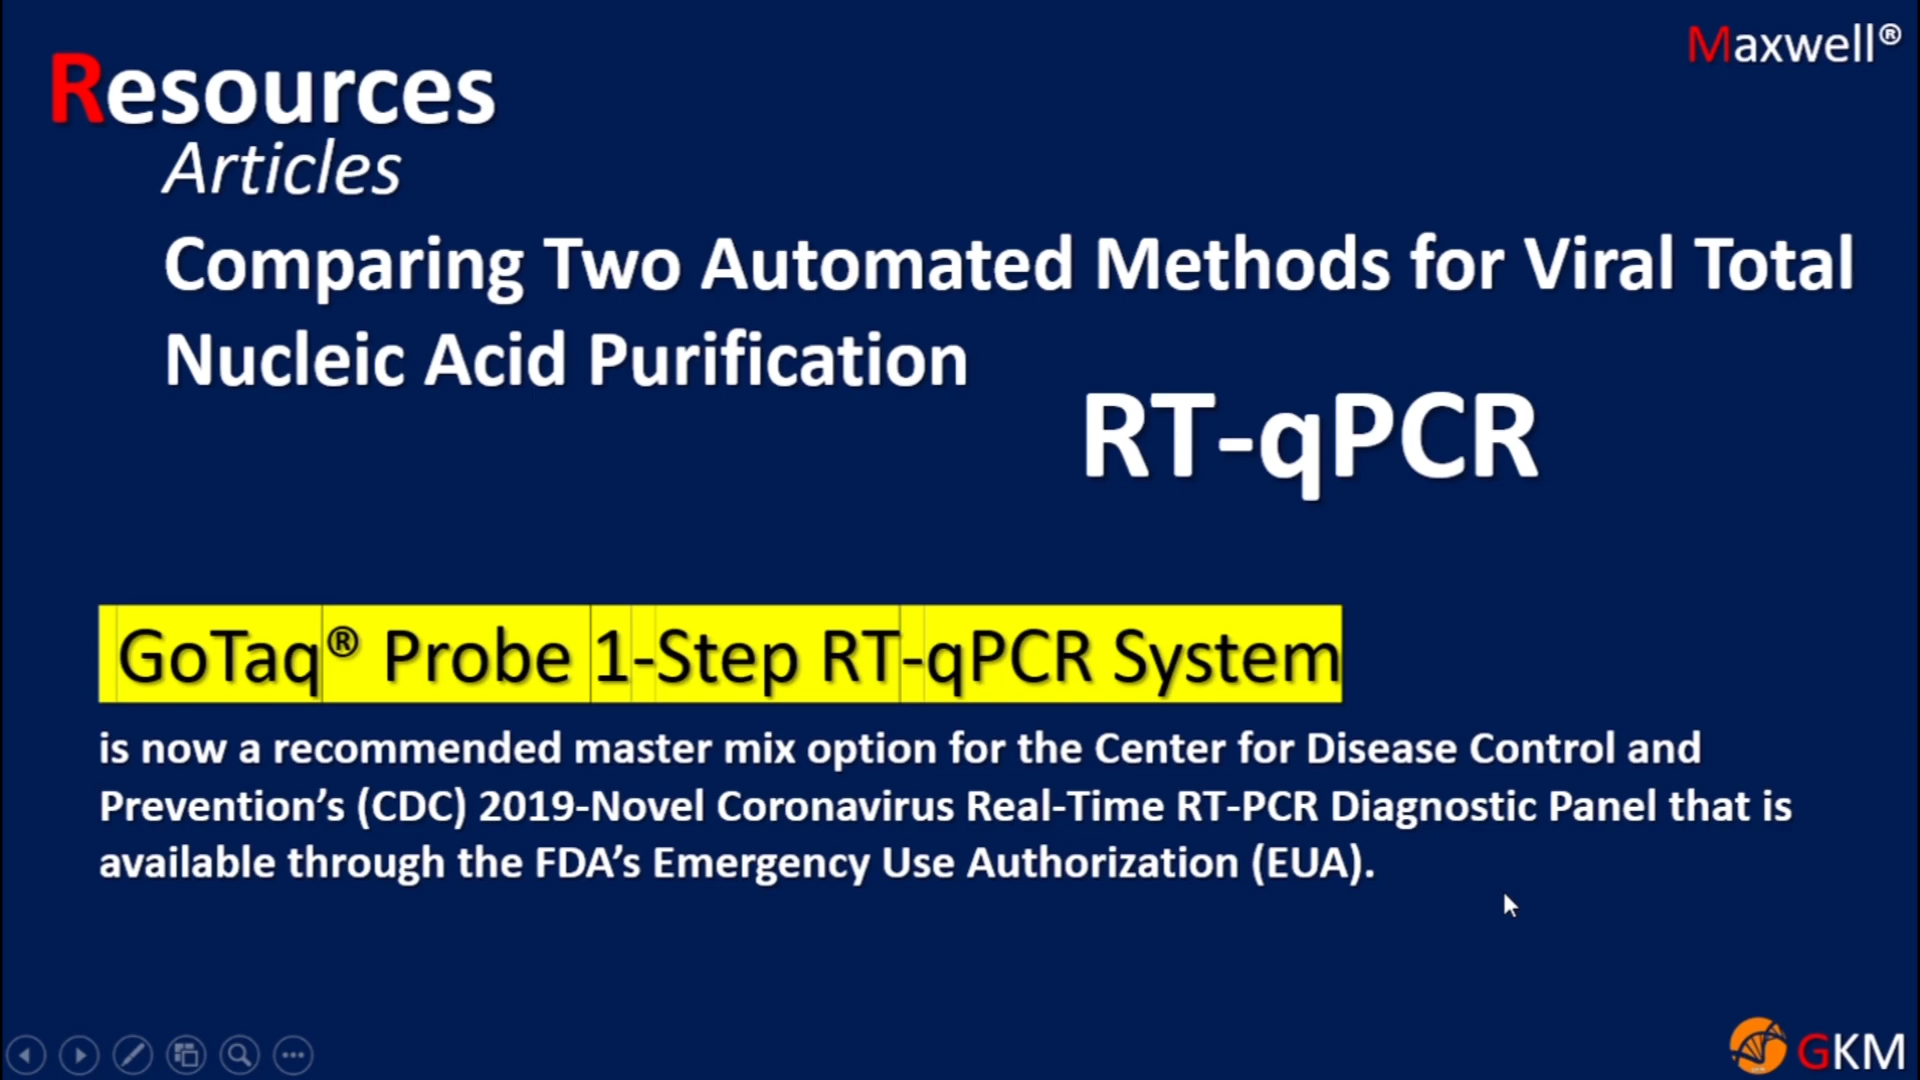 Maxwell®
Resources
Articles
Comparing Two Automated Methods for Viral Total
Nucleic Acid Purification
RT-qPCR
GoTaq® Probe 1-Step RT-qPCR System
is now a recommended master mix option for the Center for Disease Control and
Prevention’s (CDC) 2019-Novel Coronavirus Real-Time RT-PCR Diagnostic Panel that is
available through the FDA’s Emergency Use Authorization (EUA).
GKM